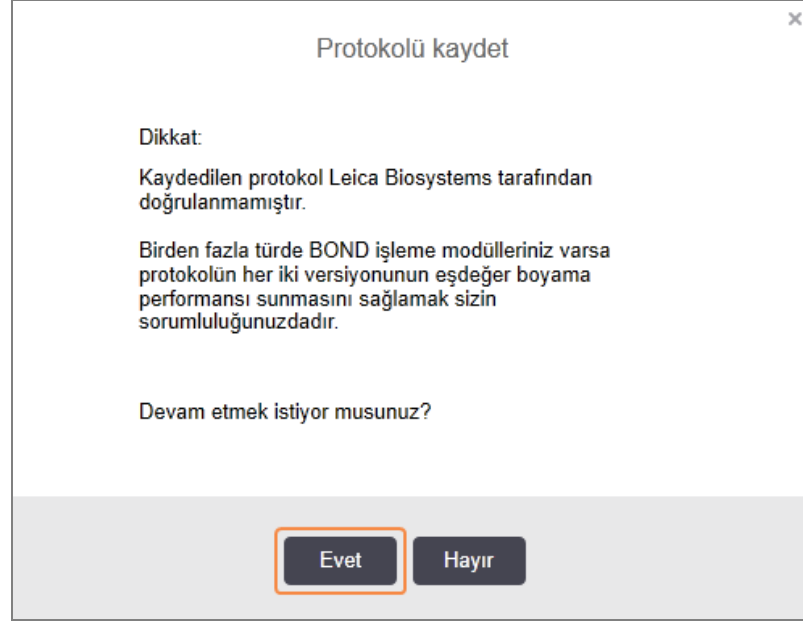 Protokolü kaydet
Dikkat:
Kaydedilen protokol Leica Biosystems tarafından
doğrulanmamıştır.
Birden fazla türde BOND işleme modülleriniz varsa
protokolün her iki versiyonunun eşdeğer boyama
performansı sunmasını sağlamak sizin
sorumluluğunuzdadır.
Devam etmek istiyor musunuz?
Evet
Hayır